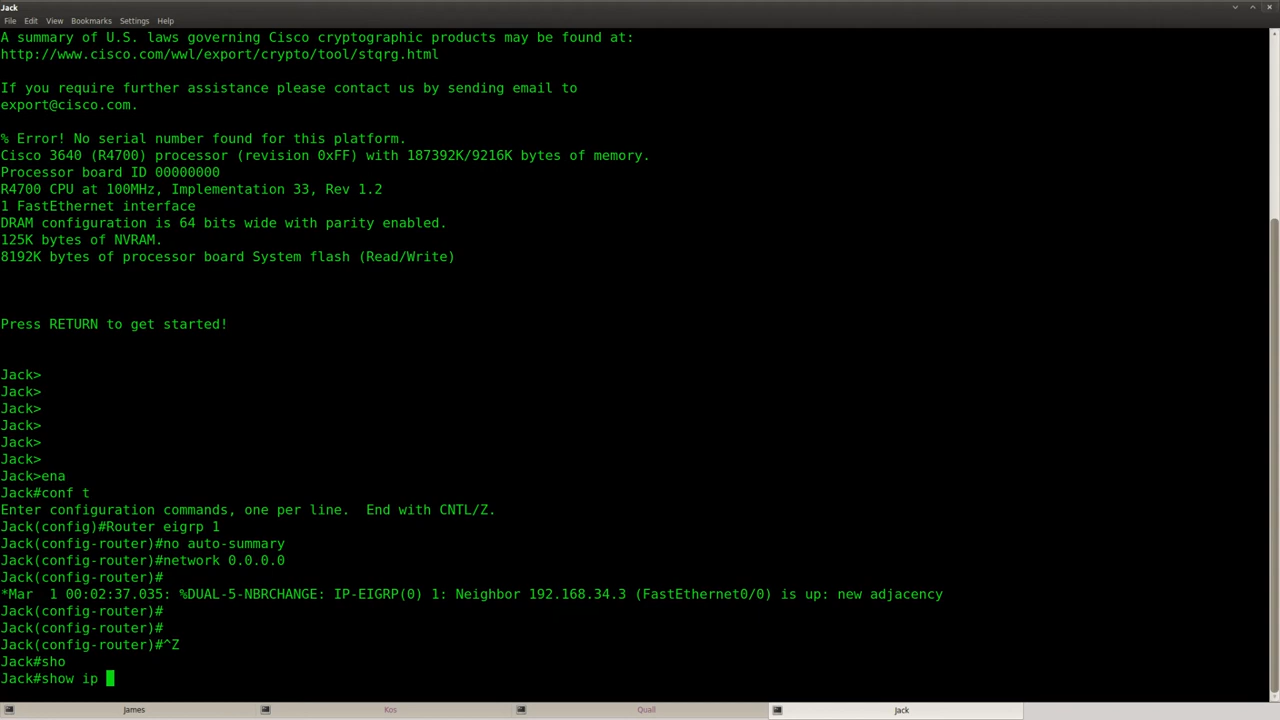 Jack
File Edit View Bookmarks Settings Help
A summary of U.S. laws governing Cisco cryptographic products may be found at:
http://www.cisco.com/wwl/export/crypto/tool/stqrg.html
If you require further assistance please contact us by sending email to
export@cisco.com.
% Error! No serial number found for this platform.
Cisco 3640 (R4700) processor (revision 0xFF) with 187392K/9216K bytes of memory.
Processor board ID 00000000
R4700 CPU at 100MHz, Implementation 33, Rev 1.2
1 FastEthernet interface
DRAM configuration is 64 bits wide with parity enabled.
125K bytes of NVRAM.
8192K bytes of processor board System flash (Read/Write)
Press RETURN to get started!
Jack>
Jack>
Jack>
Jack>
Jack>
Jack>
Jack>ena
Jack#conf t
Enter configuration commands, one per line.  End with CNTL/Z.
Jack(config)#Router eigrp 1
Jack(config-router)#no auto-summary
Jack(config-router)#network 0.0.0.0
Jack(config-router)#
*Mar  1 00:02:37.035: %DUAL-5-NBRCHANGE: IP-EIGRP(0) 1: Neighbor 192.168.34.3 (FastEthernet0/0) is up: new adjacency
Jack(config-router)#
Jack(config-router)#
Jack(config-router)#^Z
Jack#sho
Jack#show ip
James Kos Quall Jack